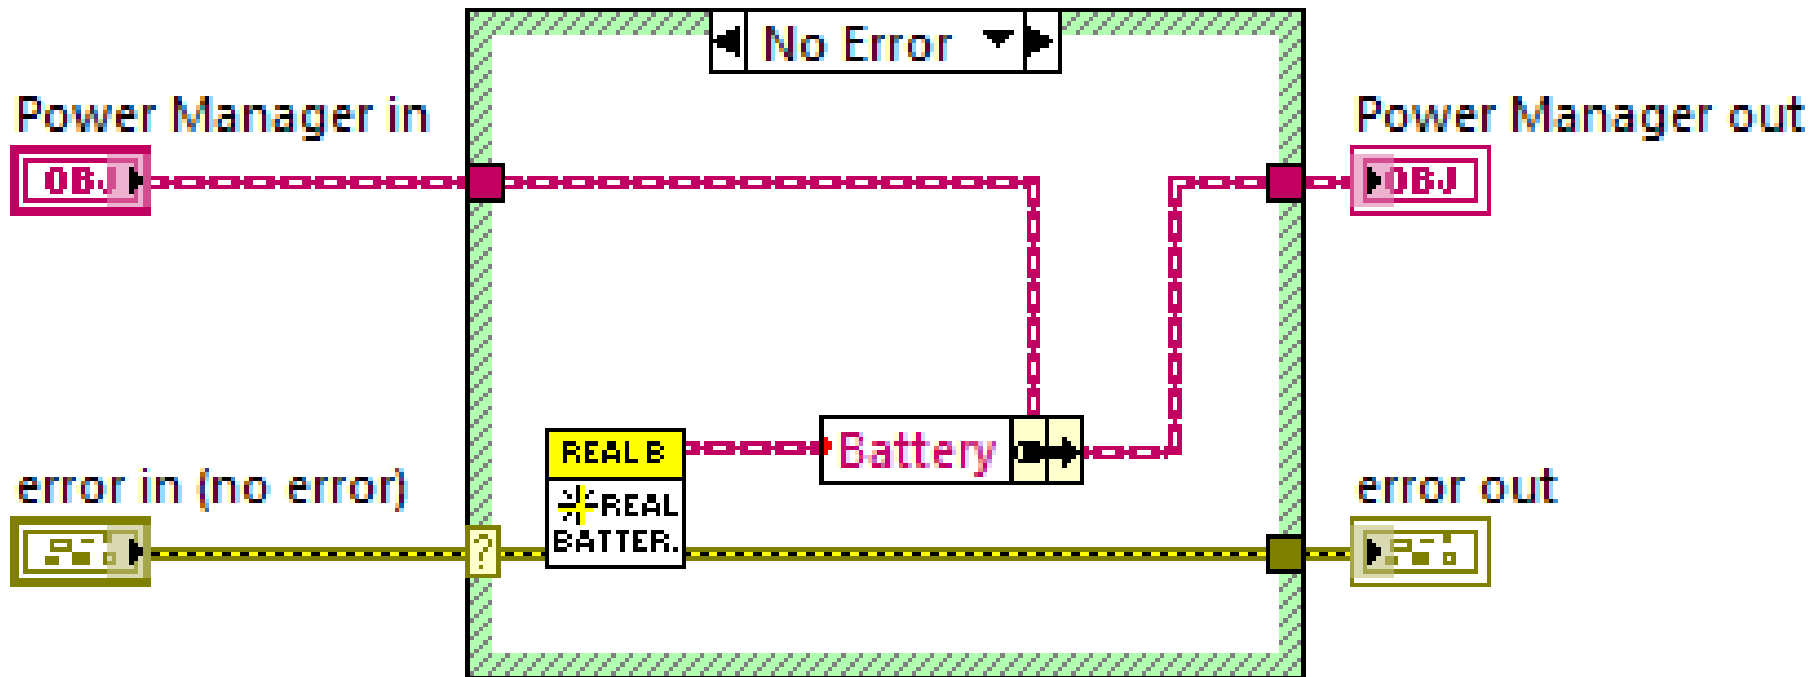 No Error
Power Manager in
Power Manager out
OBJ
OBJ
REAL B
Battery
REAL
BATTER.
error in (no error)
error out
?